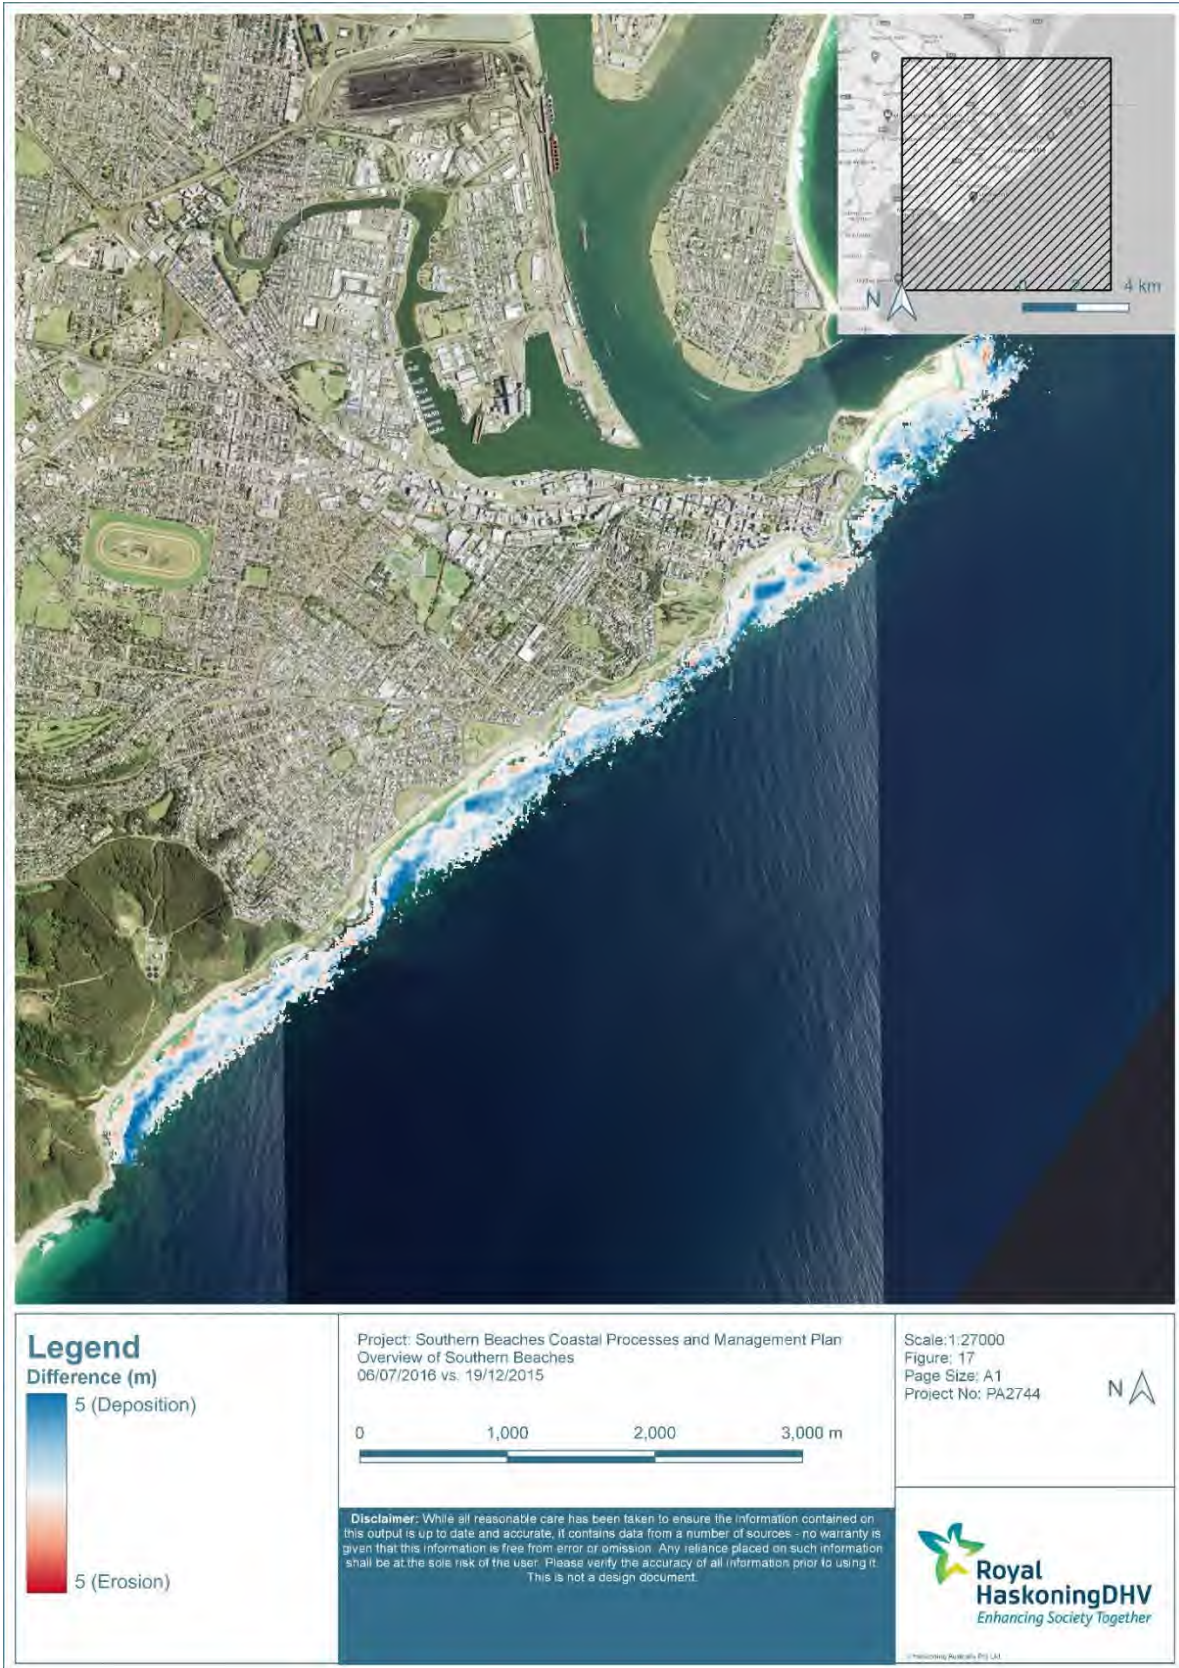 N
4 km
Legend
Difference (m)
5 (Deposition)
5 (Erosion)
Project: Southern Beaches Coastal Processes and Management Plan
Overview of Southern Beaches
06/07/2016 vs. 19/12/2015
0 1,000 2,000 3,000 m
Disclaimer: While all reasonable care has been taken to ensure the information contained on
this output is up to date and accurate, it contains data from a number of sources - no warranty is
given that this information is free from error or omission. Any reliance placed on such information
shall be at the sole risk of the user. Please verify the accuracy of all information prior to using it.
This is not a design document.
Scale:1:27000
Figure: 17
Page Size: A1
Project No: PA2744
N
Royal
HaskoningDHV
Enhancing Society Together
© Haskoning Australia Pty Ltd